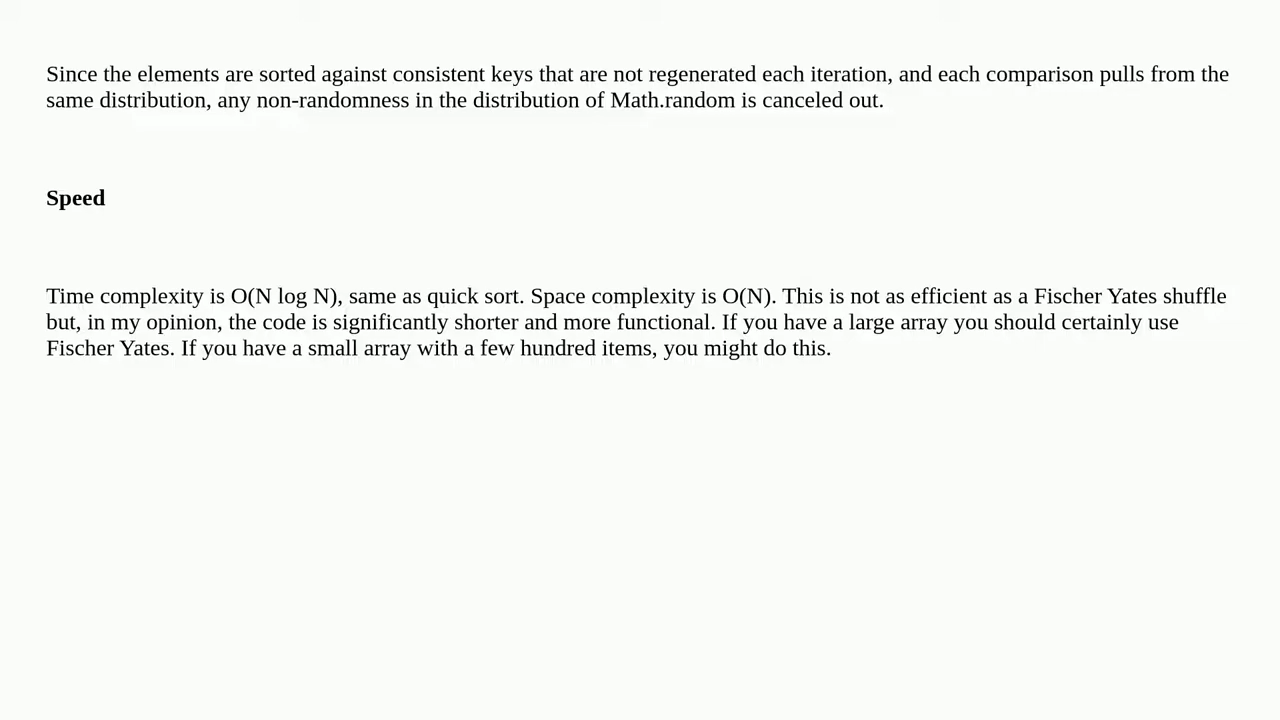 Since the elements are sorted against consistent keys that are not regenerated each iteration, and each comparison pulls from the
same distribution, any non-randomness in the distribution of Math.random is canceled out.
Speed
Time complexity is O(N log N), same as quick sort. Space complexity is O(N). This is not as efficient as a Fischer Yates shuffle
but, in my opinion, the code is significantly shorter and more functional. If you have a large array you should certainly use
Fischer Yates. If you have a small array with a few hundred items, you might do this.